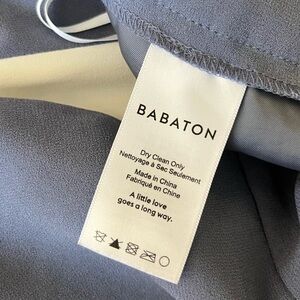 BABATON
Dry Clean Only
Nettoyage à Sec Seulement
Made in China
Fabriqué en Chine
A little love
goes a long way.